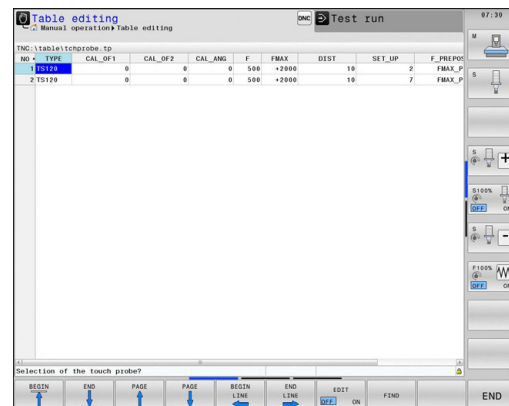 Table editing
DNC
Test run
07:39
Manual operation Table editing
TNC:\table\tchprobe.tp
NO TYPE CAL_OF1 CAL_OF2 CAL_ANG F FMAX DIST SET_UP F_PREPOS
1 TS120 0 0 0 500 +2000 10 2 FMAX_P
2 TS120 0 0 0 500 +2000 10 7 FMAX_P
M
S
S
+
S100%
OFF
S
-
F100%
OFF
Selection of the touch probe?
BEGIN
END
PAGE
PAGE
BEGIN LINE
END LINE
EDIT
OFF ON
FIND
END